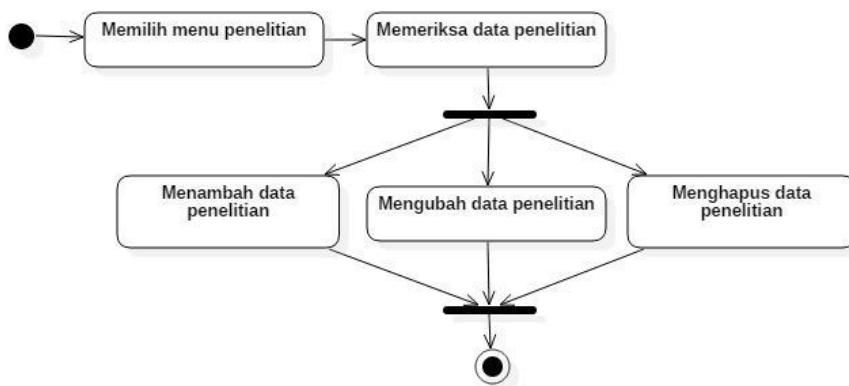 Memilih menu penelitian
Memeriksa data penelitian
Menambah data
penelitian
Mengubah data penelitian
Menghapus data
penelitian